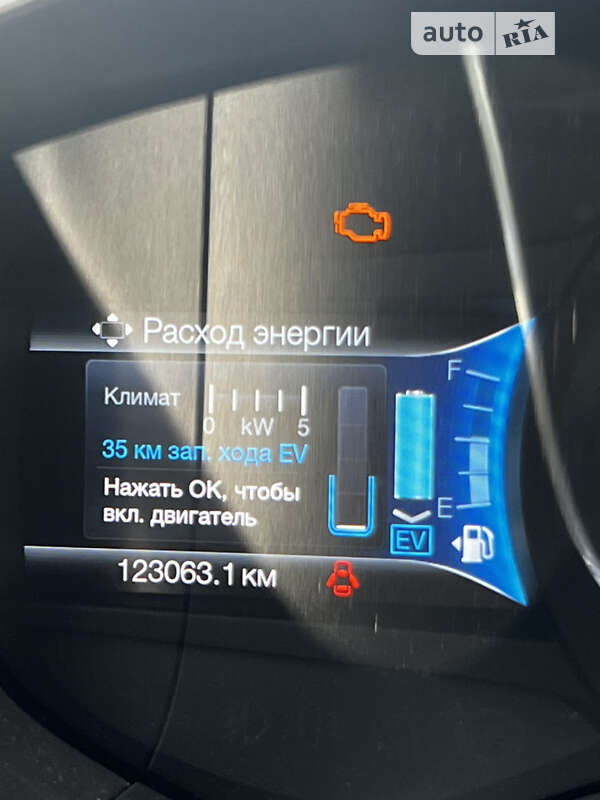 auto RIA
Расход энергии
Климат
0 kW 5
35 км зап. хода EV
Нажать OK, чтобы
вкл. двигатель
F
E
EV
123063.1 км